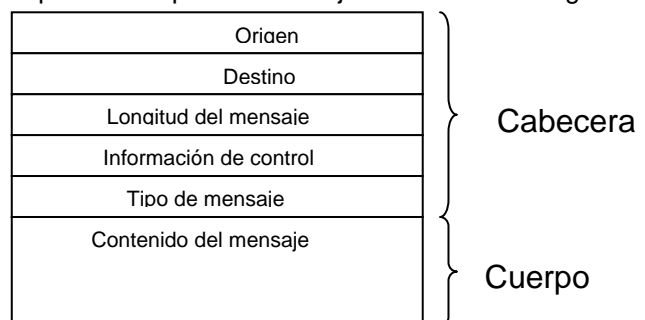 Origen
Destino
Longitud del mensaje
Cabecera
Información de control
Tipo de mensaje
Contenido del mensaje
Cuerpo